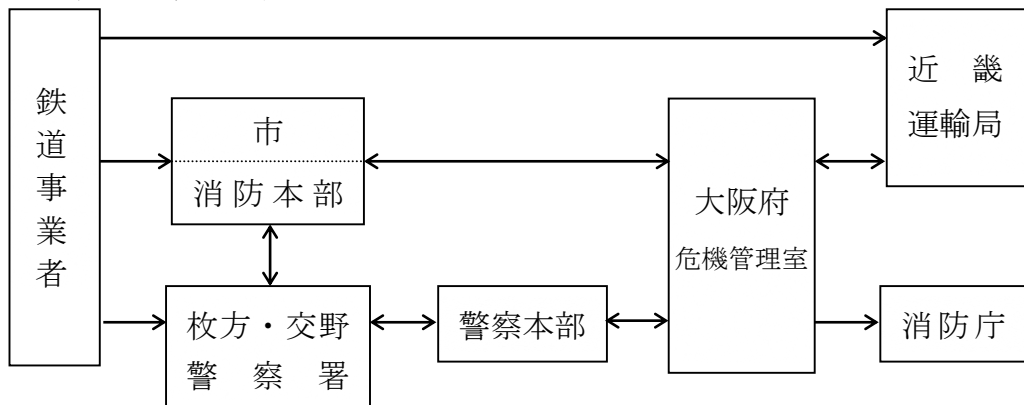 鉄道事業者
市
消防本部
枚方・交野
警察署
警察本部
大阪府
危機管理室
近畿
運輸局
消防庁